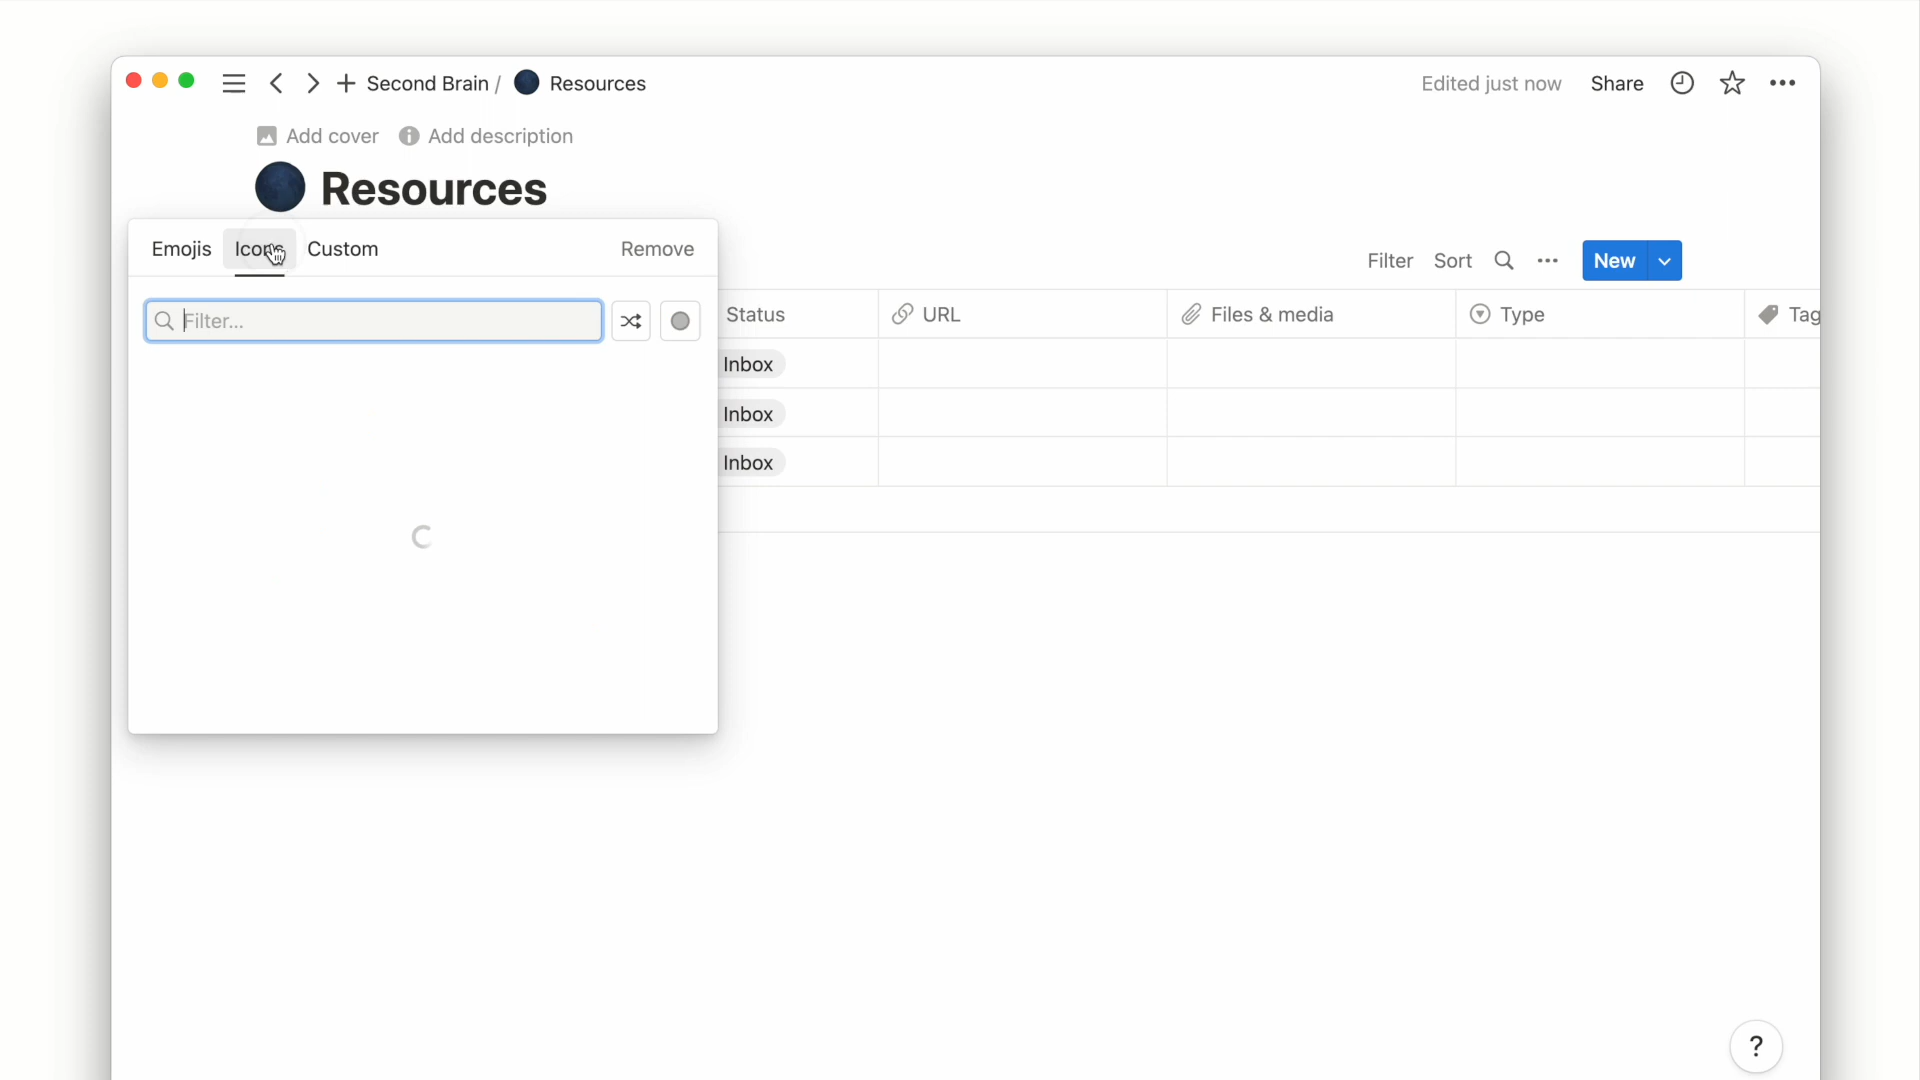 Second Brain / Resources
Edited just now
Share
Add cover
Add description
Resources
Emojis
Icons
Custom
Remove
Filter
Sort
New
Filter...
Status
URL
Files & media
Type
Tag
Inbox
Inbox
Inbox
?